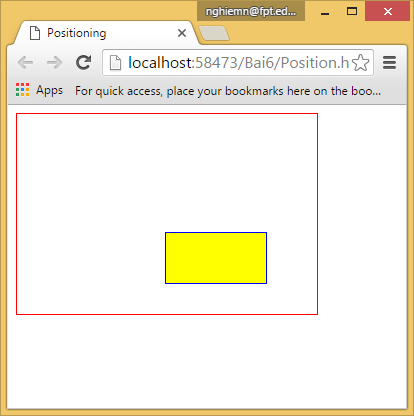 nghiemn@fpt.ed...
Positioning
localhost:58473/Bai6/Position.h
Apps For quick access, place your bookmarks here on the boo...